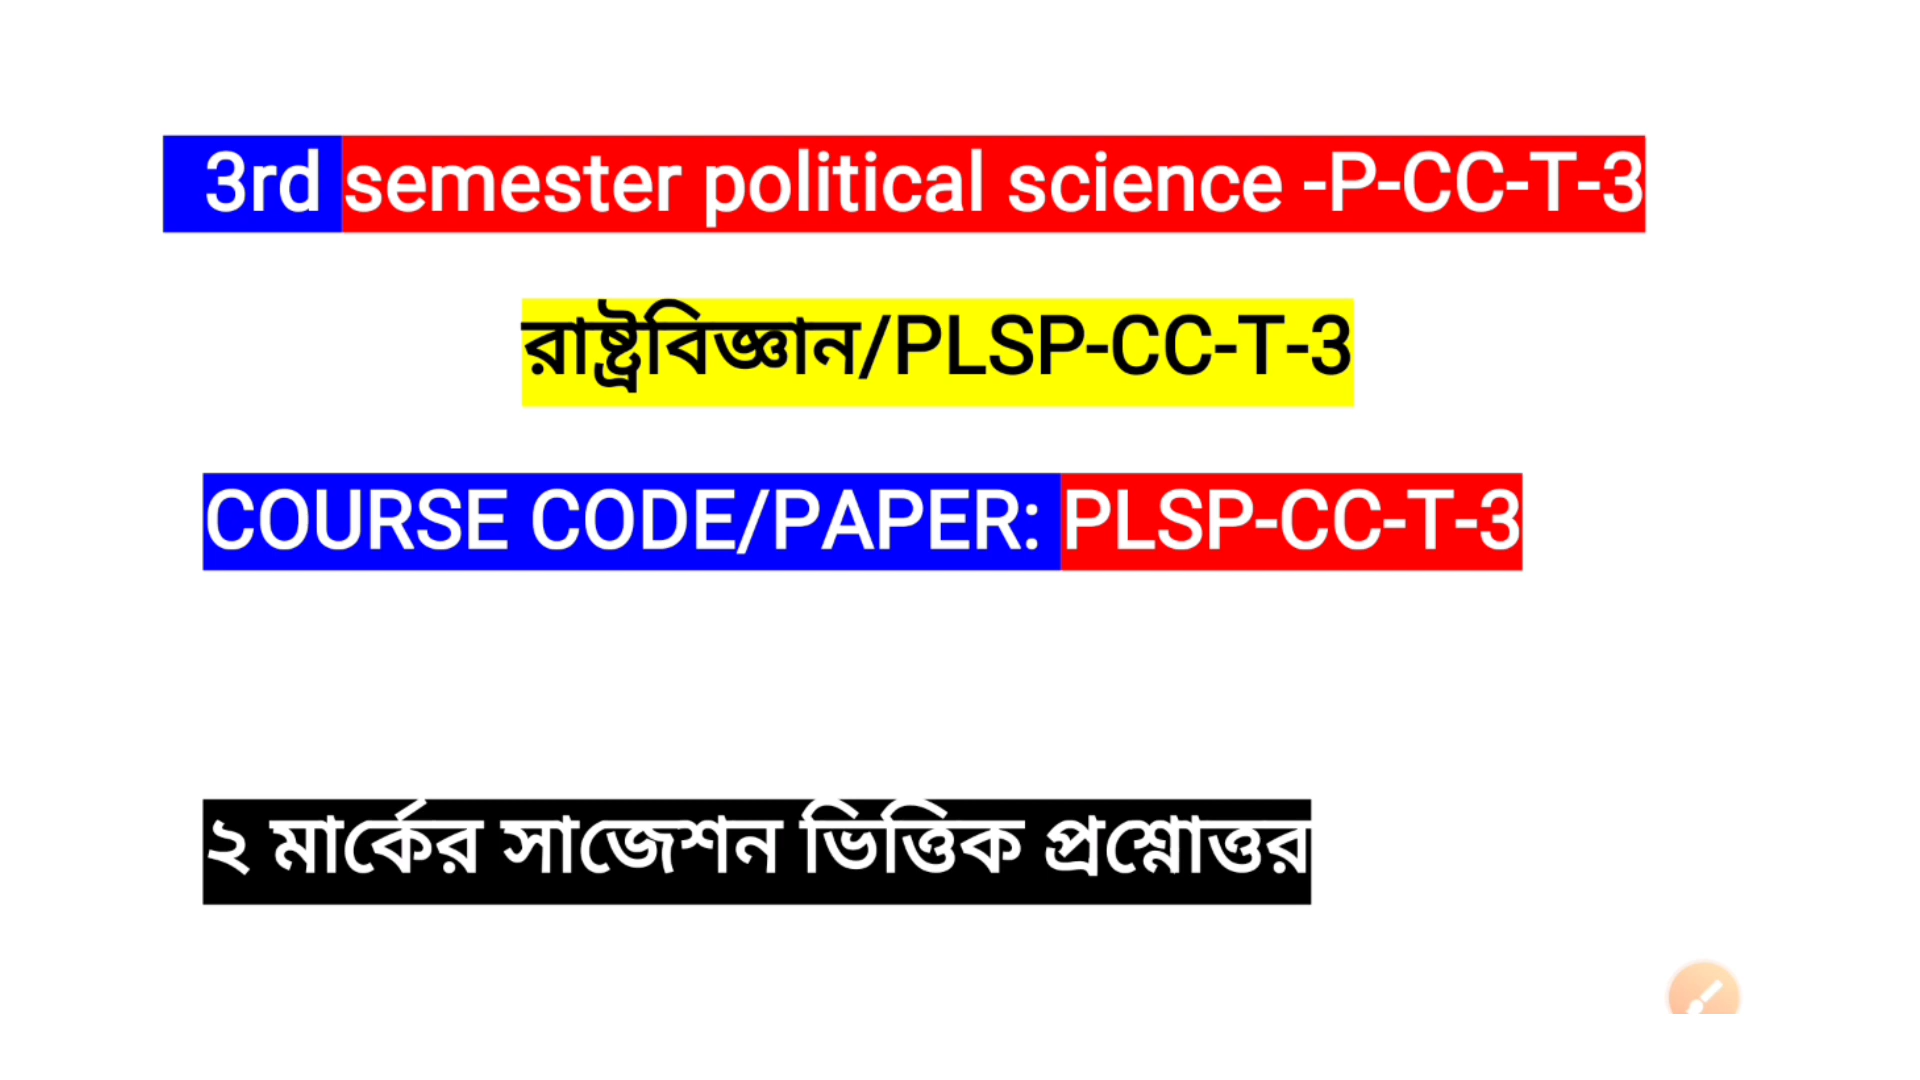 3rd semester political science -P-CC-T-3
রাষ্ট্রবিজ্ঞান/PLSP-CC-T-3
COURSE CODE/PAPER: PLSP-CC-T-3
২ মার্কের সাজেশন ভিত্তিক প্রশ্নোত্তর